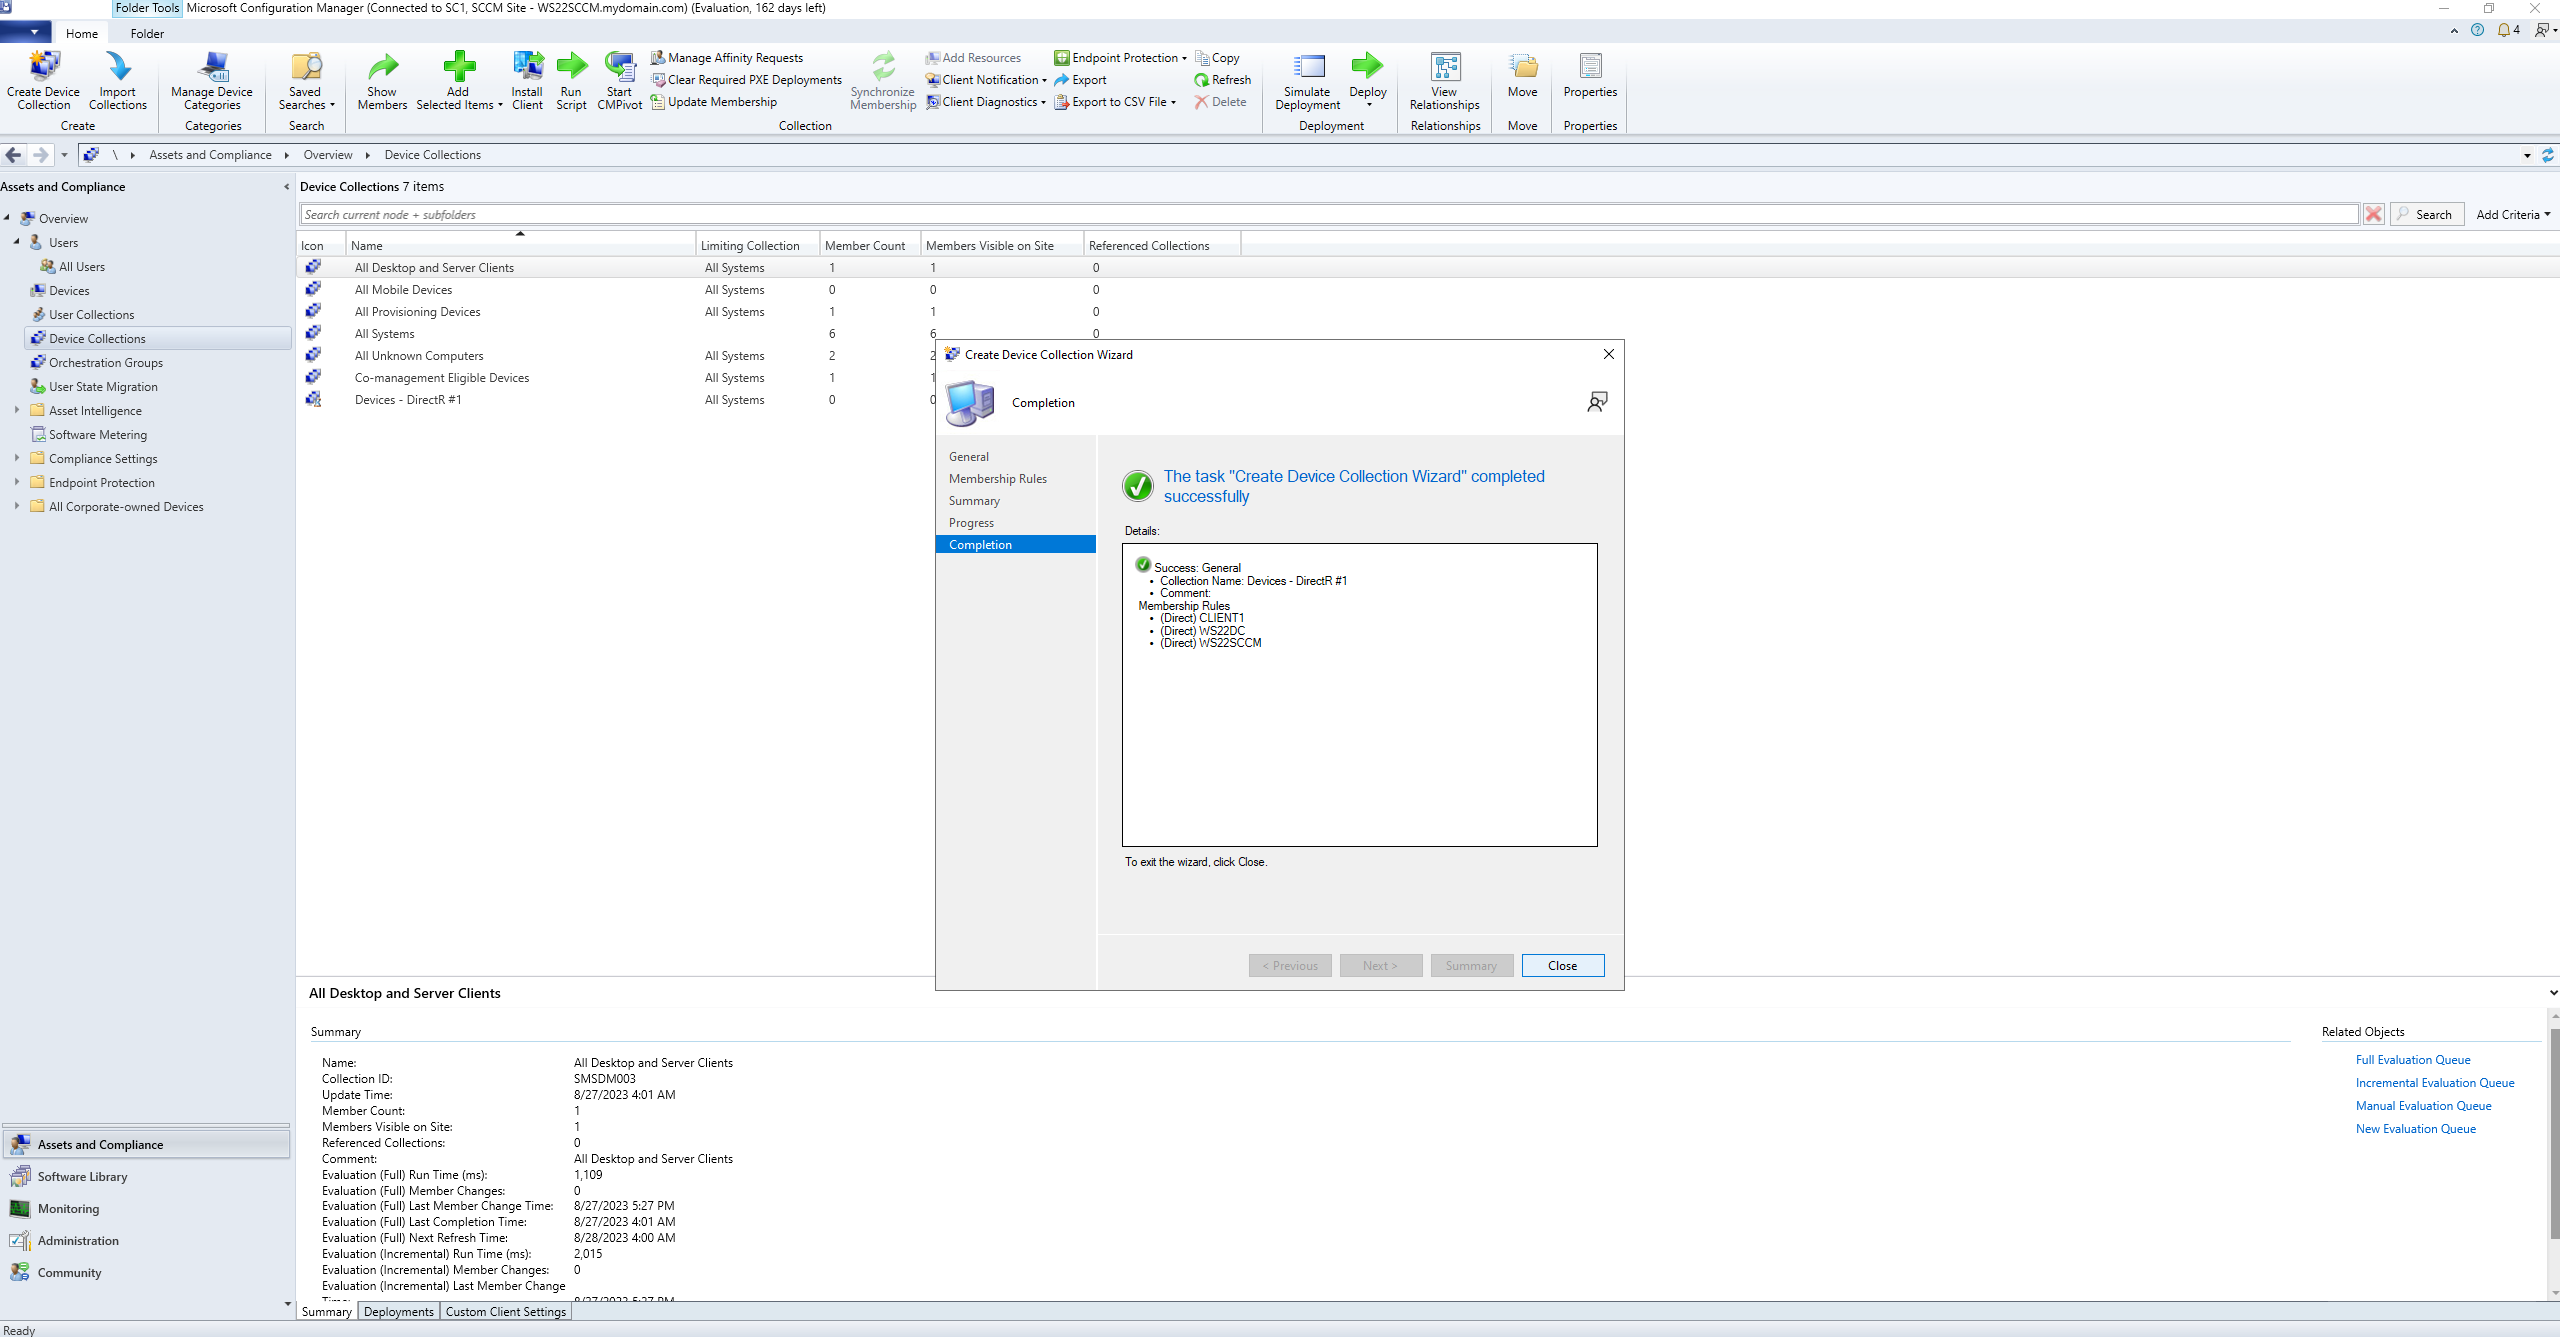 Folder Tools Microsoft Configuration Manager (Connected to SC1, SCCM Site - WS22SCCM.mydomain.com) (Evaluation, 162 days left)
Home Folder
4
Create Device Collection
Import Collections
Create
Manage Device Categories
Categories
Saved Searches
Search
Show Members
Add Selected Items
Install Client
Run Script
Start CMPivot
Manage Affinity Requests
Clear Required PXE Deployments
Update Membership
Synchronize Membership
Add Resources
Client Notification
Client Diagnostics
Endpoint Protection
Export
Export to CSV File
Copy
Refresh
Delete
Collection
Simulate Deployment
Deploy
Deployment
View Relationships
Relationships
Move
Move
Properties
Properties
\ Assets and Compliance Overview Device Collections
Assets and Compliance
Overview
Users
All Users
Devices
User Collections
Device Collections
Orchestration Groups
User State Migration
Asset Intelligence
Software Metering
Compliance Settings
Endpoint Protection
All Corporate-owned Devices
Assets and Compliance
Software Library
Monitoring
Administration
Community
Device Collections 7 items
Search current node + subfolders
Search
Add Criteria
Icon Name Limiting Collection Member Count Members Visible on Site Referenced Collections
All Desktop and Server Clients All Systems 1 1 0
All Mobile Devices All Systems 0 0 0
All Provisioning Devices All Systems 1 1 0
All Systems 6 6 0
All Unknown Computers All Systems 2 2
Co-management Eligible Devices All Systems 1 1
Devices - DirectR #1 All Systems 0 0
Create Device Collection Wizard
Completion
General
Membership Rules
Summary
Progress
Completion
The task "Create Device Collection Wizard" completed
successfully
Details:
Success: General
• Collection Name: Devices - DirectR #1
• Comment:
Membership Rules
• (Direct) CLIENT1
• (Direct) WS22DC
• (Direct) WS22SCCM
To exit the wizard, click Close.
< Previous Next > Summary Close
All Desktop and Server Clients
Summary
Name: All Desktop and Server Clients
Collection ID: SMSDM003
Update Time: 8/27/2023 4:01 AM
Member Count: 1
Members Visible on Site: 1
Referenced Collections: 0
Comment: All Desktop and Server Clients
Evaluation (Full) Run Time (ms): 1,109
Evaluation (Full) Member Changes: 0
Evaluation (Full) Last Member Change Time: 8/27/2023 5:27 PM
Evaluation (Full) Last Completion Time: 8/27/2023 4:01 AM
Evaluation (Full) Next Refresh Time: 8/28/2023 4:00 AM
Evaluation (Incremental) Run Time (ms): 2,015
Evaluation (Incremental) Member Changes: 0
Evaluation (Incremental) Last Member Change
Time: 8/27/2023 5:27 PM
Related Objects
Full Evaluation Queue
Incremental Evaluation Queue
Manual Evaluation Queue
New Evaluation Queue
Summary Deployments Custom Client Settings
Ready